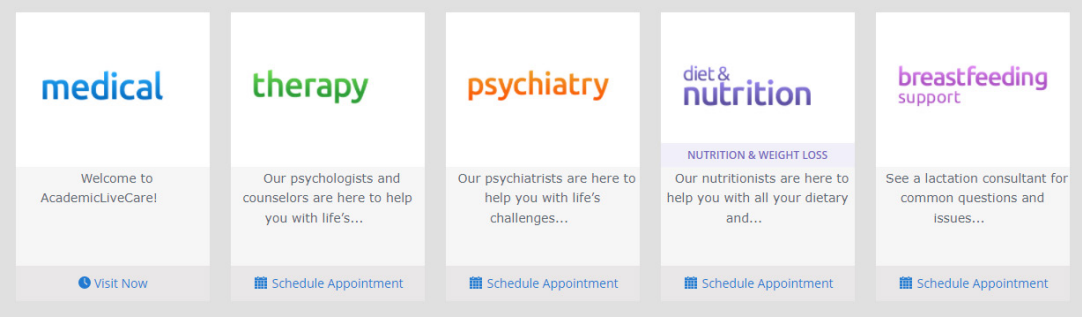 medical
Welcome to
AcademicLiveCare!
Visit Now
therapy
Our psychologists and
counselors are here to help
you with life's...
Schedule Appointment
psychiatry
Our psychiatrists are here to
help you with life's
challenges...
Schedule Appointment
diet &
nutrition
NUTRITION & WEIGHT LOSS
Our nutritionists are here to
help you with all your dietary
and...
Schedule Appointment
breastfeeding
support
See a lactation consultant for
common questions and
issues...
Schedule Appointment